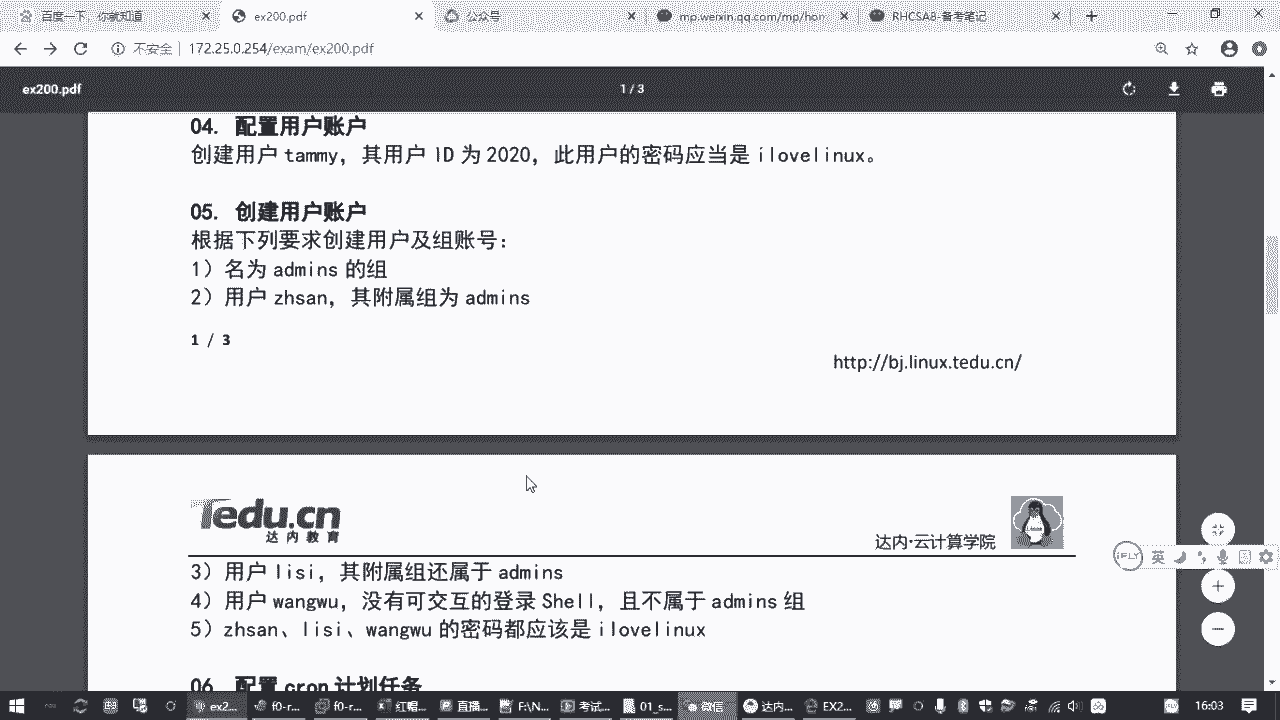 百度一下，你就知道
ex200.pdf
公众号
mp.weixin.qq.com/mp/hom
RHCSA8-备考笔记
不安全
172.25.0.254/exam/ex200.pdf
ex200.pdf
1 / 3
04. 配置用户账户
创建用户 tammy，其用户 ID 为 2020，此用户的密码应当是 ilovelinux。
05. 创建用户账户
根据下列要求创建用户及组账号：
1）名为 admins 的组
2）用户 zhsan，其附属组为 admins
1 / 3
http://bj.linux.tedu.cn/
Tedu.cn
达内教育
达内·云计算学院
3）用户 lisi，其附属组还属于 admins
4）用户 wangwu，没有可交互的登录 Shell，且不属于 admins 组
5）zhsan、lisi、wangwu 的密码都应该是 ilovelinux
06. 配置 cron 计划任务
iFLY
英
ex2...
f0-r...
f0-r...
红帽...
直播...
F:\N...
考试...
01_s...
微信
达内...
EX2...
16:03